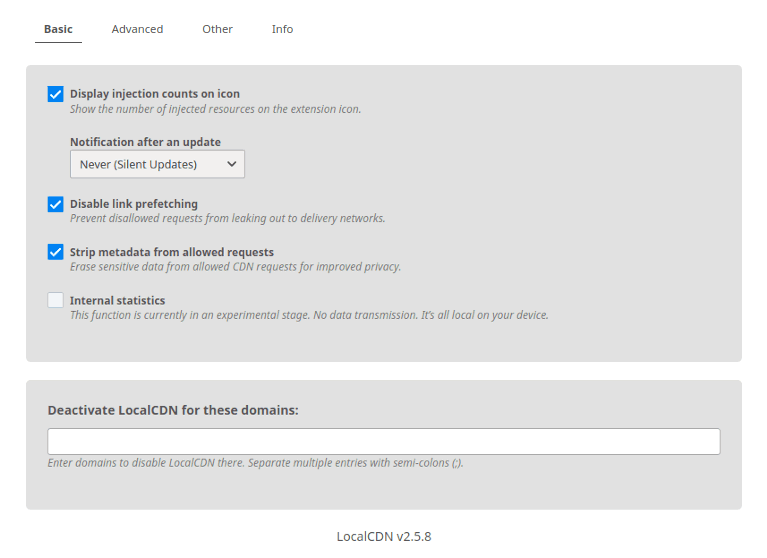 Basic Advanced Other Info
Display injection counts on icon
Show the number of injected resources on the extension icon.
Notification after an update
Never (Silent Updates)
Disable link prefetching
Prevent disallowed requests from leaking out to delivery networks.
Strip metadata from allowed requests
Erase sensitive data from allowed CDN requests for improved privacy.
Internal statistics
This function is currently in an experimental stage. No data transmission. It's all local on your device.
Deactivate LocalCDN for these domains:
Enter domains to disable LocalCDN there. Separate multiple entries with semi-colons (;).
LocalCDN v2.5.8